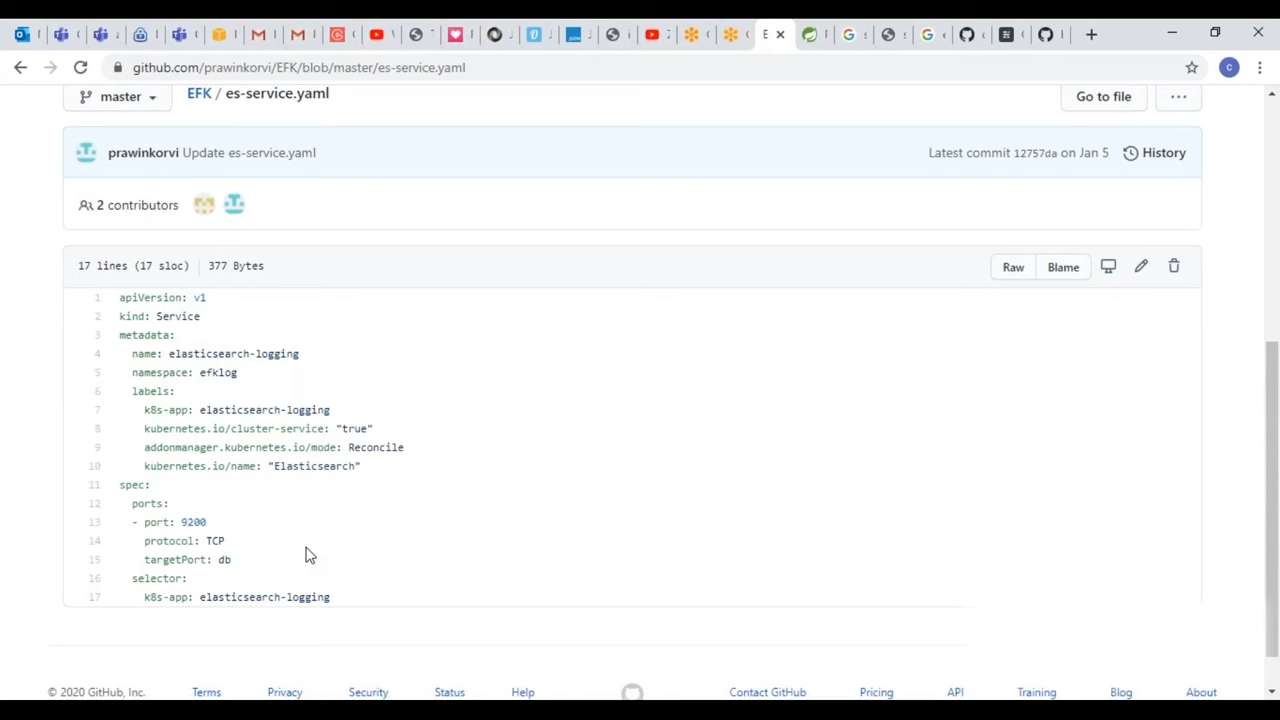 github.com/prawinkorvi/EFK/blob/master/es-service.yaml
master
EFK / es-service.yaml
Go to file
prawinkorvi Update es-service.yaml
Latest commit 12757da on Jan 5
History
2 contributors
17 lines (17 sloc)
377 Bytes
Raw
Blame
1 apiVersion: v1
2 kind: Service
3 metadata:
4 name: elasticsearch-logging
5 namespace: efklog
6 labels:
7 k8s-app: elasticsearch-logging
8 kubernetes.io/cluster-service: "true"
9 addonmanager.kubernetes.io/mode: Reconcile
10 kubernetes.io/name: "Elasticsearch"
11 spec:
12 ports:
13 - port: 9200
14 protocol: TCP
15 targetPort: db
16 selector:
17 k8s-app: elasticsearch-logging
© 2020 GitHub, Inc.
Terms
Privacy
Security
Status
Help
Contact GitHub
Pricing
API
Training
Blog
About